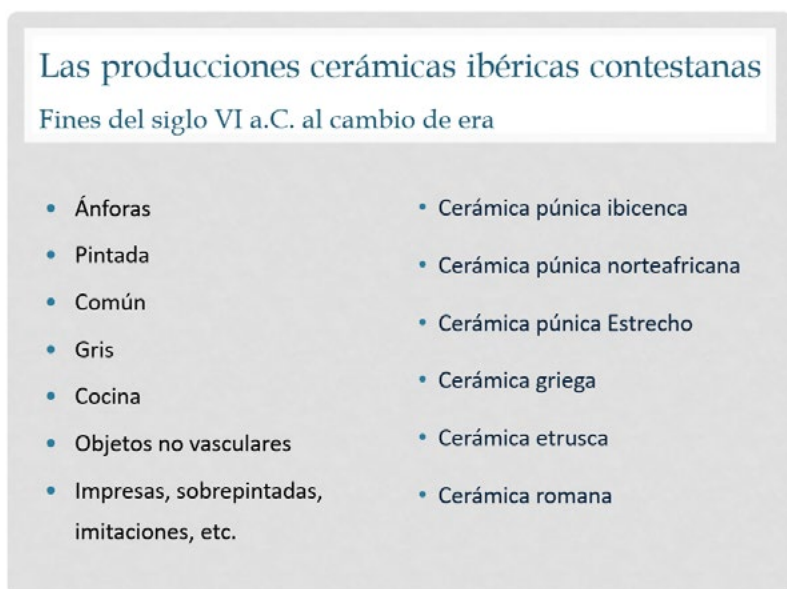 Las producciones cerámicas ibéricas contestanas
Fines del siglo VI a.C. al cambio de era
Ánforas
Pintada
Común
Gris
Cocina
Objetos no vasculares
Impresas, sobrepintadas,
imitaciones, etc.
Cerámica púnica ibicenca
Cerámica púnica norteafricana
Cerámica púnica Estrecho
Cerámica griega
Cerámica etrusca
Cerámica romana